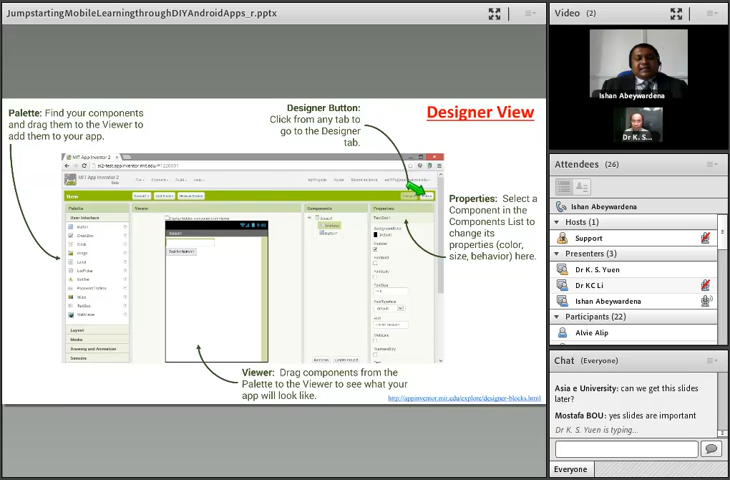 JumpstartingMobileLearningthroughDIYAndroidApps_r.pptx
Designer View
Palette: Find your components
and drag them to the Viewer to
add them to your app.
Designer Button:
Click from any tab to
go to the Designer
tab.
MIT App Inventor 2
Palette
Viewer
Components
Properties
User Interface
Layout
Media
Drawing and Animation
Sensors
Properties: Select a
Component in the
Components List to
change its
properties (color,
size, behavior) here.
Viewer: Drag components from the
Palette to the Viewer to see what your
app will look like.
http://appinventor.mit.edu/explore/designer-blocks.html
Video (2)
Ishan Abeywardena
Dr K. S...
Attendees (26)
Ishan Abeywardena
Hosts (1)
Support
Presenters (3)
Dr K. S. Yuen
Dr KC Li
Ishan Abeywardena
Participants (22)
Alvie Alip
Chat (Everyone)
Asia e University: can we get this slides
later?
Mostafa BOU: yes slides are important
Dr K. S. Yuen is typing...
Everyone